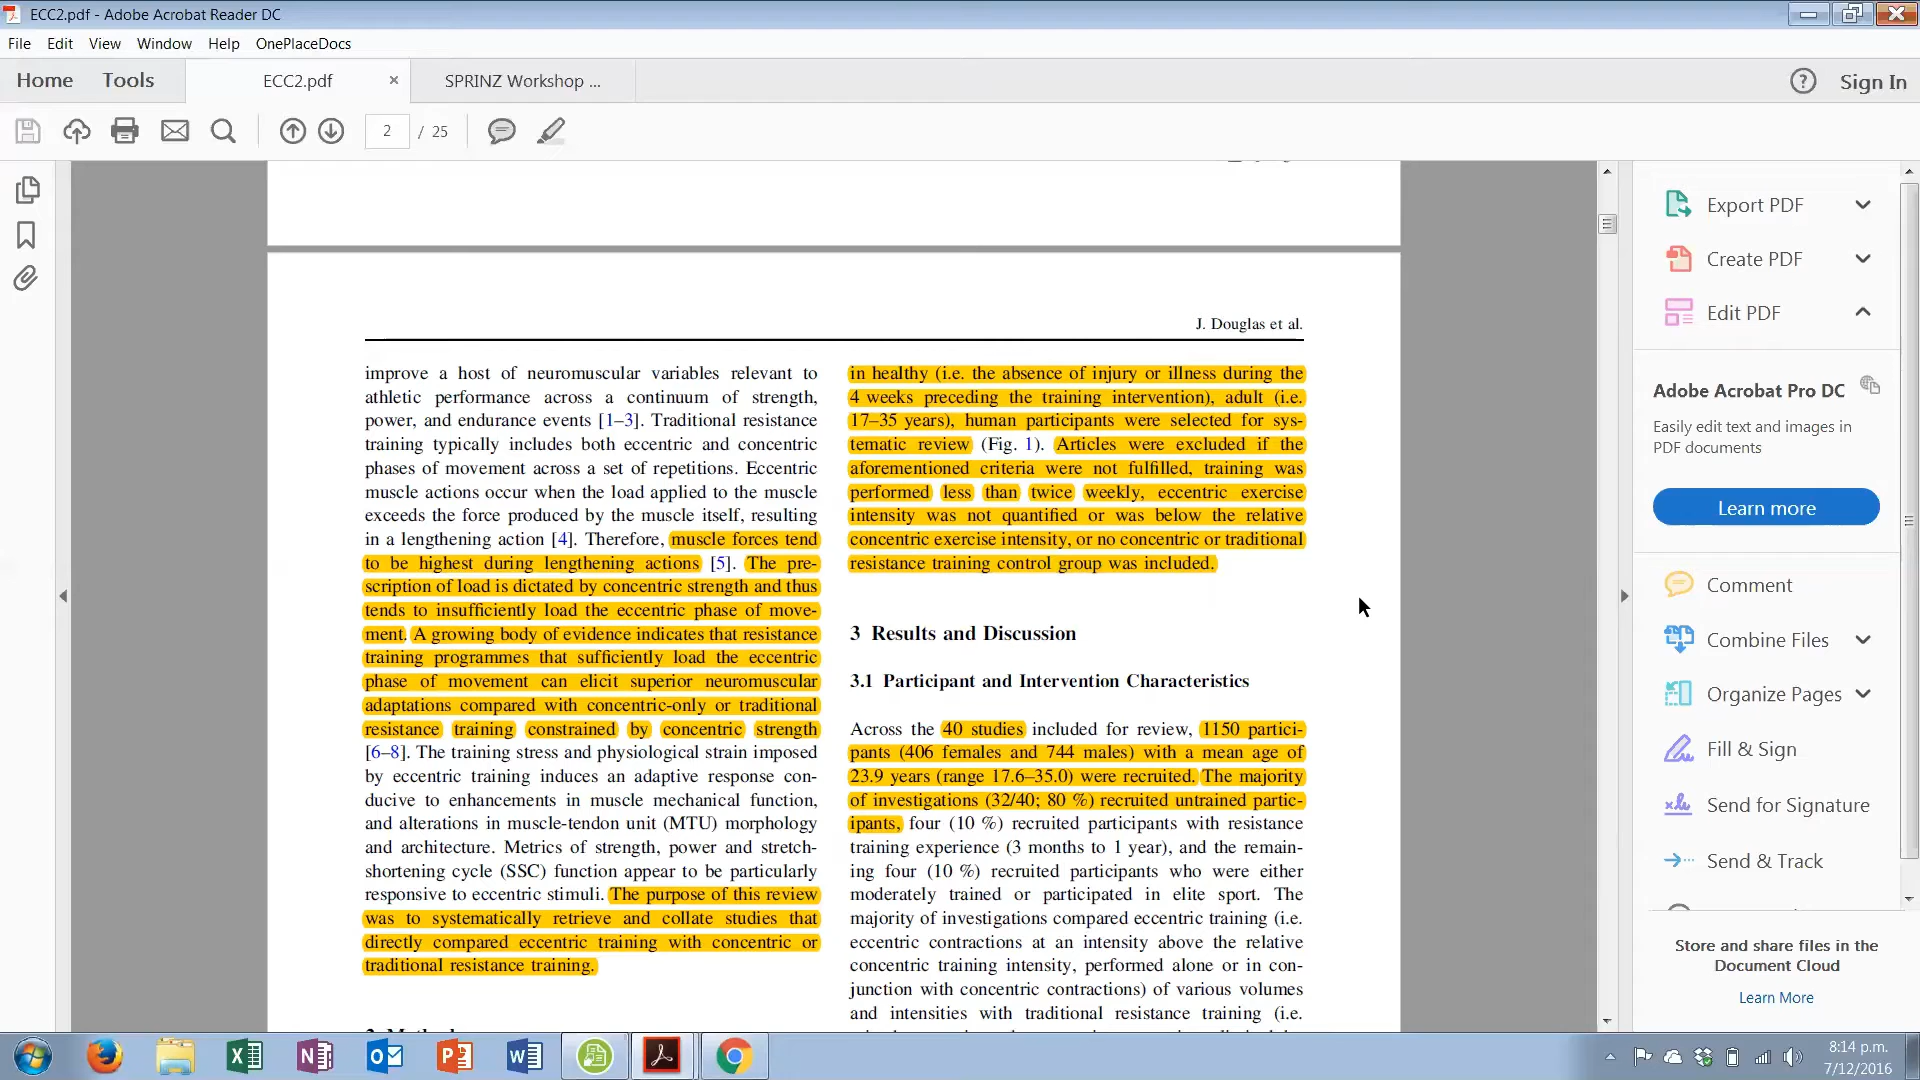 ECC2.pdf - Adobe Acrobat Reader DC
File Edit View Window Help OnePlaceDocs
Home Tools ECC2.pdf × SPRINZ Workshop ... ? Sign In
2 / 25
J. Douglas et al.
improve a host of neuromuscular variables relevant to
athletic performance across a continuum of strength,
power, and endurance events [1–3]. Traditional resistance
training typically includes both eccentric and concentric
phases of movement across a set of repetitions. Eccentric
muscle actions occur when the load applied to the muscle
exceeds the force produced by the muscle itself, resulting
in a lengthening action [4]. Therefore, muscle forces tend
to be highest during lengthening actions [5]. The pre-
scription of load is dictated by concentric strength and thus
tends to insufficiently load the eccentric phase of move-
ment. A growing body of evidence indicates that resistance
training programmes that sufficiently load the eccentric
phase of movement can elicit superior neuromuscular
adaptations compared with concentric-only or traditional
resistance training constrained by concentric strength
[6–8]. The training stress and physiological strain imposed
by eccentric training induces an adaptive response con-
ducive to enhancements in muscle mechanical function,
and alterations in muscle-tendon unit (MTU) morphology
and architecture. Metrics of strength, power and stretch-
shortening cycle (SSC) function appear to be particularly
responsive to eccentric stimuli. The purpose of this review
was to systematically retrieve and collate studies that
directly compared eccentric training with concentric or
traditional resistance training.
in healthy (i.e. the absence of injury or illness during the
4 weeks preceding the training intervention), adult (i.e.
17–35 years), human participants were selected for sys-
tematic review (Fig. 1). Articles were excluded if the
aforementioned criteria were not fulfilled, training was
performed less than twice weekly, eccentric exercise
intensity was not quantified or was below the relative
concentric exercise intensity, or no concentric or traditional
resistance training control group was included.
3 Results and Discussion
3.1 Participant and Intervention Characteristics
Across the 40 studies included for review, 1150 partici-
pants (406 females and 744 males) with a mean age of
23.9 years (range 17.6–35.0) were recruited. The majority
of investigations (32/40; 80 %) recruited untrained partic-
ipants, four (10 %) recruited participants with resistance
training experience (3 months to 1 year), and the remain-
ing four (10 %) recruited participants who were either
moderately trained or participated in elite sport. The
majority of investigations compared eccentric training (i.e.
eccentric contractions at an intensity above the relative
concentric training intensity, performed alone or in con-
junction with concentric contractions) of various volumes
and intensities with traditional resistance training (i.e.
Export PDF
Create PDF
Edit PDF
Adobe Acrobat Pro DC
Easily edit text and images in
PDF documents
Learn more
Comment
Combine Files
Organize Pages
Fill & Sign
Send for Signature
Send & Track
Store and share files in the
Document Cloud
Learn More
8:14 p.m.
7/12/2016